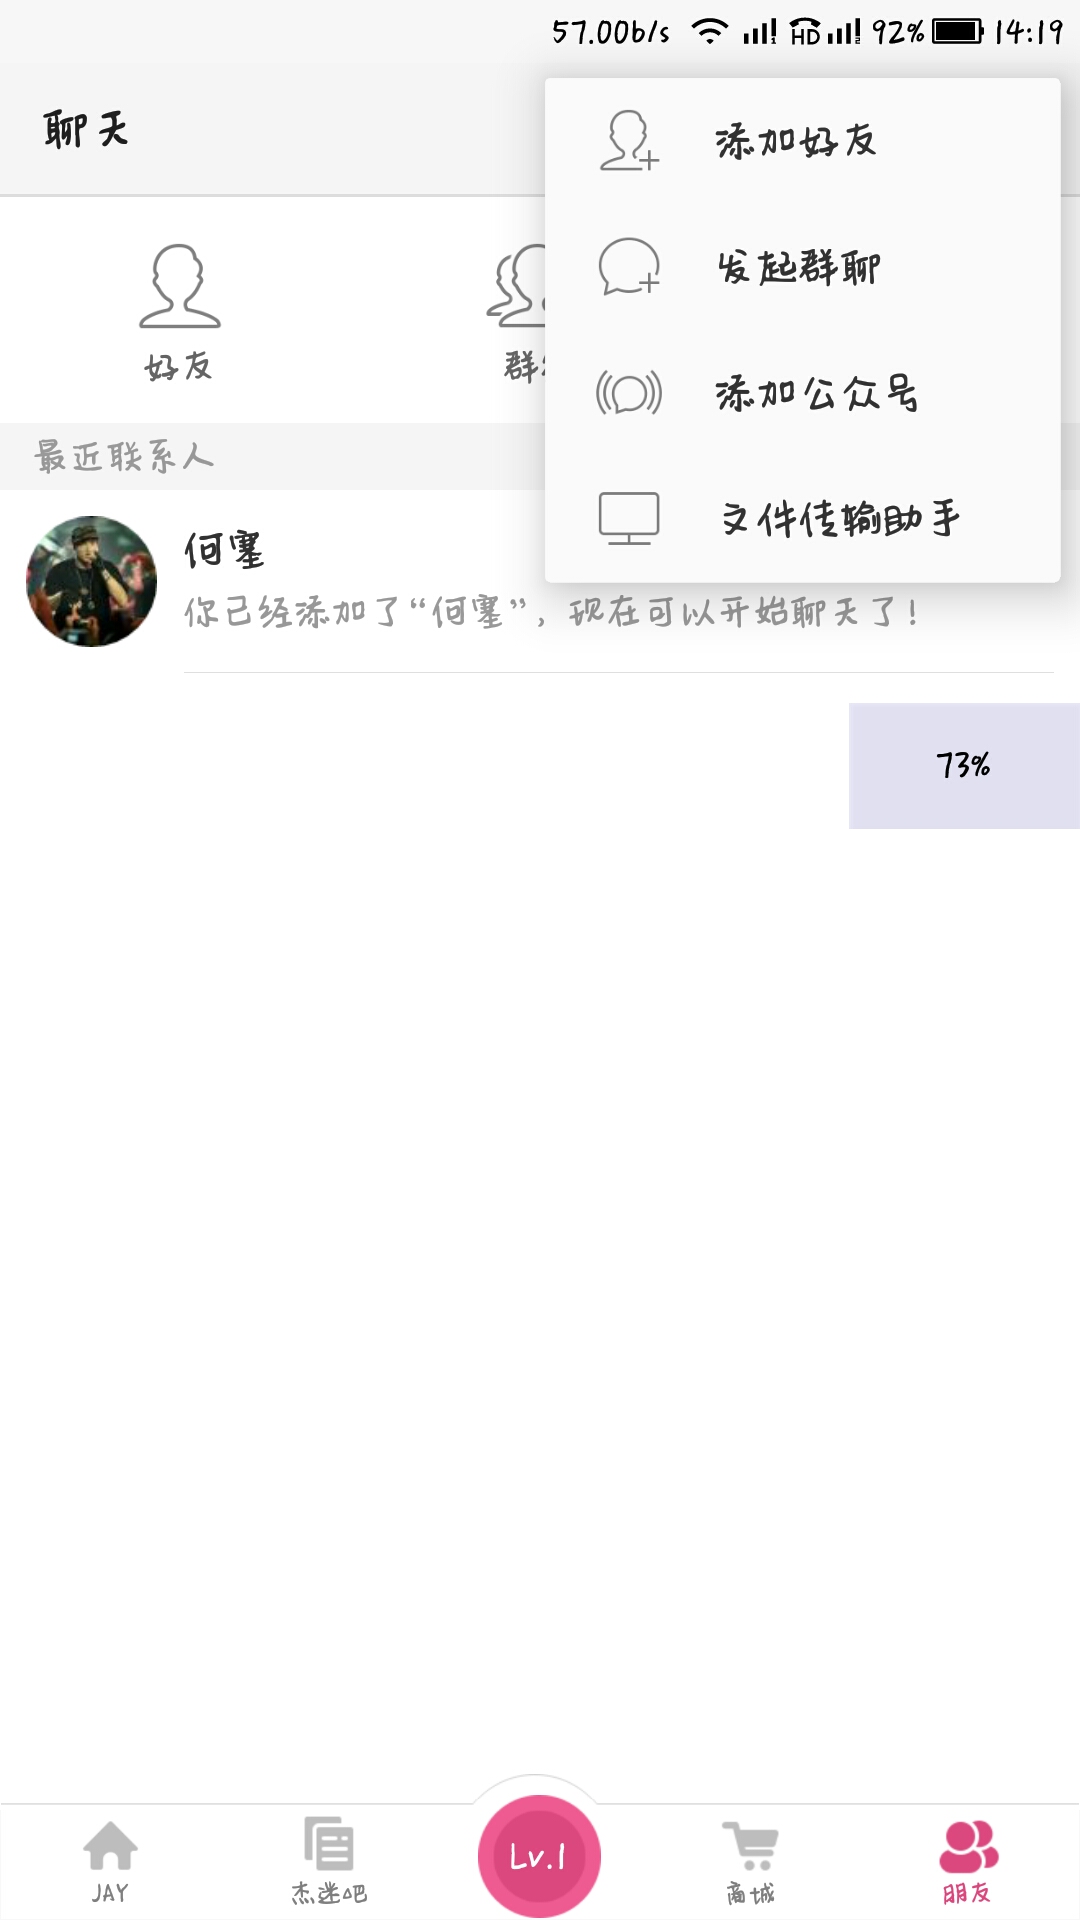 57.00b/s HD 92% 14:19
聊天
添加好友
发起群聊
添加公众号
文件传输助手
好友
群
最近联系人
何塞
你已经添加了“何塞”，现在可以开始聊天了！
73%
JAY
杰迷吧
Lv.1
商城
朋友